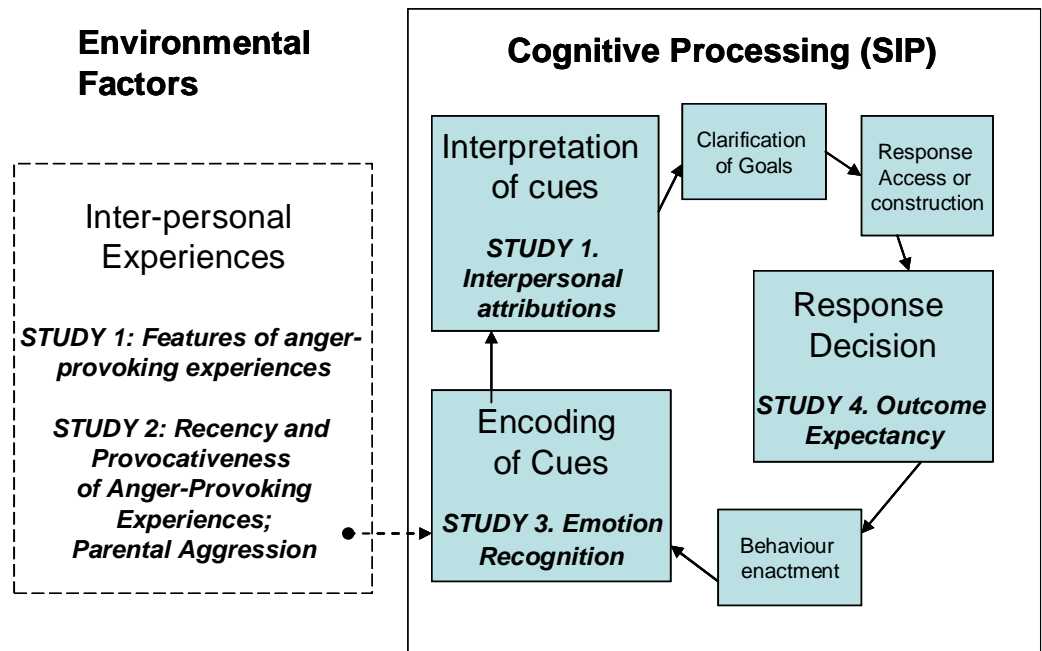 Environmental
Factors
Inter-personal
Experiences
STUDY 1: Features of anger-
provoking experiences
STUDY 2: Recency and
Provocativeness
of Anger-Provoking
Experiences;
Parental Aggression
Cognitive Processing (SIP)
Interpretation
of cues
STUDY 1.
Interpersonal
attributions
Clarification
of Goals
Response
Access or
construction
Response
Decision
STUDY 4. Outcome
Expectancy
Behaviour
enactment
Encoding
of Cues
STUDY 3. Emotion
Recognition